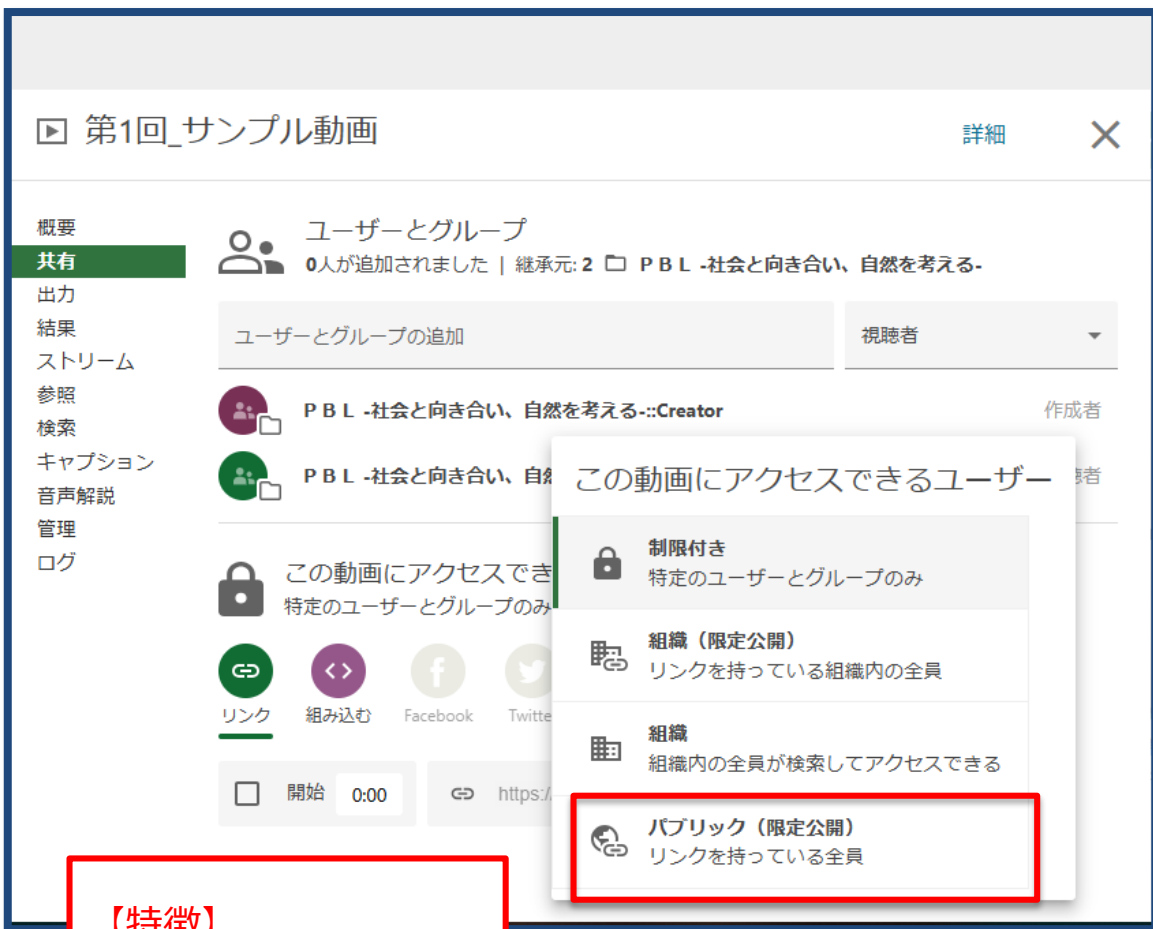 第1回_サンプル動画
詳細
概要
共有
出力
結果
ストリーム
参照
検索
キャプション
音声解説
管理
ログ
ユーザーとグループ
0人が追加されました | 継承元: 2 ＰＢＬ -社会と向き合い、自然を考える-
ユーザーとグループの追加
視聴者
ＰＢＬ -社会と向き合い、自然を考える-::Creator
作成者
ＰＢＬ -社会と向き合い、自
者
この動画にアクセスでき
特定のユーザーとグループのみ
リンク
組み込む
Facebook
Twitte
開始
0:00
https:/
この動画にアクセスできるユーザー
制限付き
特定のユーザーとグループのみ
組織（限定公開）
リンクを持っている組織内の全員
組織
組織内の全員が検索してアクセスできる
パブリック（限定公開）
リンクを持っている全員
【特徴】